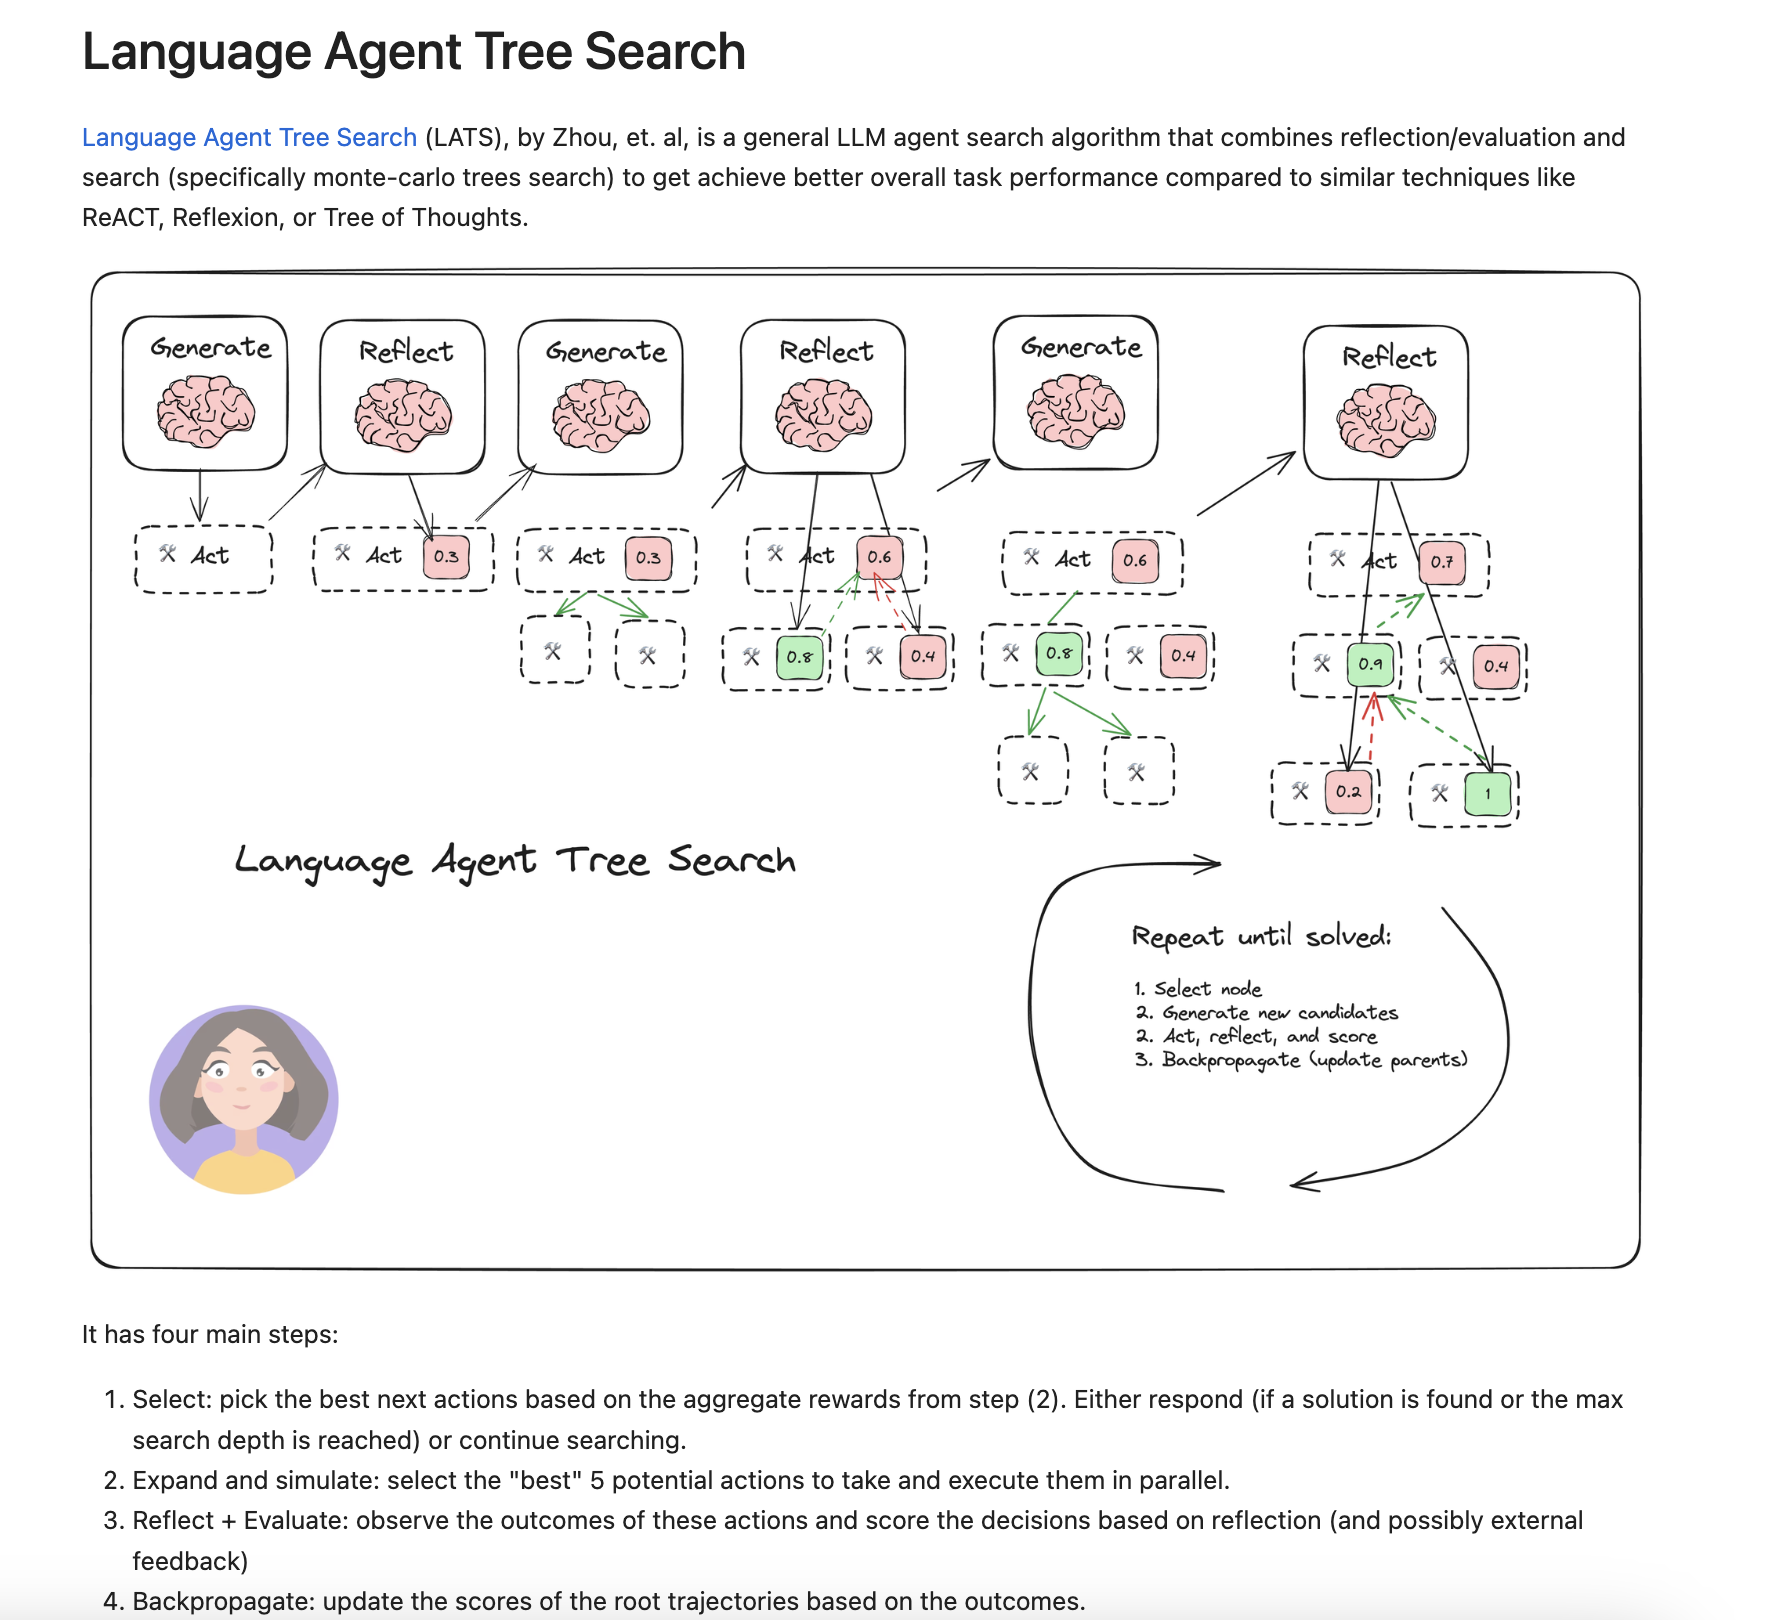 Language Agent Tree Search
Language Agent Tree Search (LATS), by Zhou, et. al, is a general LLM agent search algorithm that combines reflection/evaluation and
search (specifically monte-carlo trees search) to get achieve better overall task performance compared to similar techniques like
ReACT, Reflexion, or Tree of Thoughts.
Generate
Reflect
Generate
Reflect
Generate
Reflect
Act
Act 0.3
Act 0.3
Act 0.6
Act 0.6
Act 0.7
0.8
0.4
0.8
0.4
0.9
0.4
0.2
1
Language Agent Tree Search
Repeat until solved:
1. Select node
2. Generate new candidates
2. Act, reflect, and score
3. Backpropagate (update parents)
It has four main steps:
1. Select: pick the best next actions based on the aggregate rewards from step (2). Either respond (if a solution is found or the max
search depth is reached) or continue searching.
2. Expand and simulate: select the "best" 5 potential actions to take and execute them in parallel.
3. Reflect + Evaluate: observe the outcomes of these actions and score the decisions based on reflection (and possibly external
feedback)
4. Backpropagate: update the scores of the root trajectories based on the outcomes.